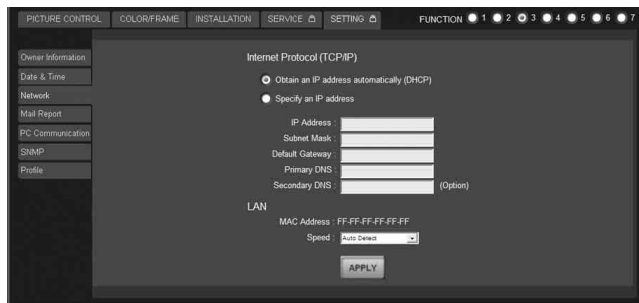 PICTURE CONTROL COLOR/FRAME INSTALLATION SERVICE SETTING FUNCTION 1 2 3 4 5 6 7
Owner Information
Date & Time
Network
Mail Report
PC Communication
SNMP
Profile
Internet Protocol (TCP/IP)
Obtain an IP address automatically (DHCP)
Specify an IP address
IP Address :
Subnet Mask :
Default Gateway :
Primary DNS :
Secondary DNS : (Option)
LAN
MAC Address : FF-FF-FF-FF-FF-FF
Speed : Auto Detect
APPLY